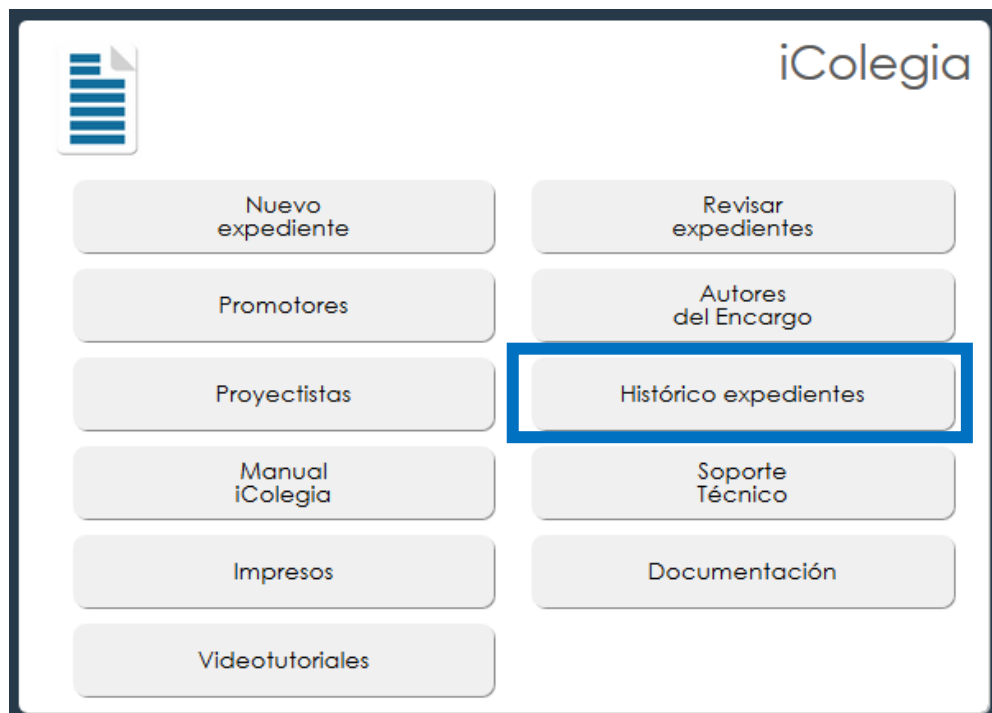 iColegia
Nuevo
expediente
Revisar
expedientes
Promotores
Autores
del Encargo
Proyectistas
Histórico expedientes
Manual
iColegia
Soporte
Técnico
Impresos
Documentación
Videotutoriales